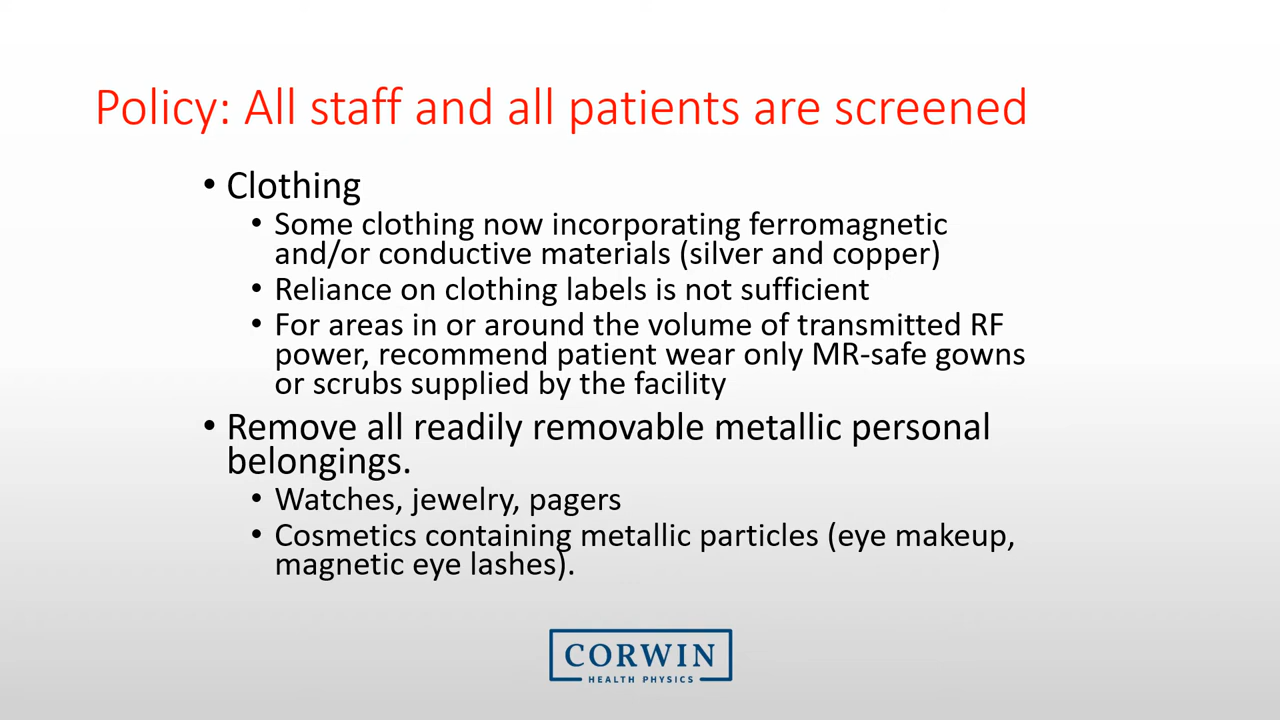 Policy: All staff and all patients are screened
• Clothing
• Some clothing now incorporating ferromagnetic
and/or conductive materials (silver and copper)
• Reliance on clothing labels is not sufficient
• For areas in or around the volume of transmitted RF
power, recommend patient wear only MR-safe gowns
or scrubs supplied by the facility
• Remove all readily removable metallic personal
belongings.
• Watches, jewelry, pagers
• Cosmetics containing metallic particles (eye makeup,
magnetic eye lashes).
CORWIN
HEALTH PHYSICS